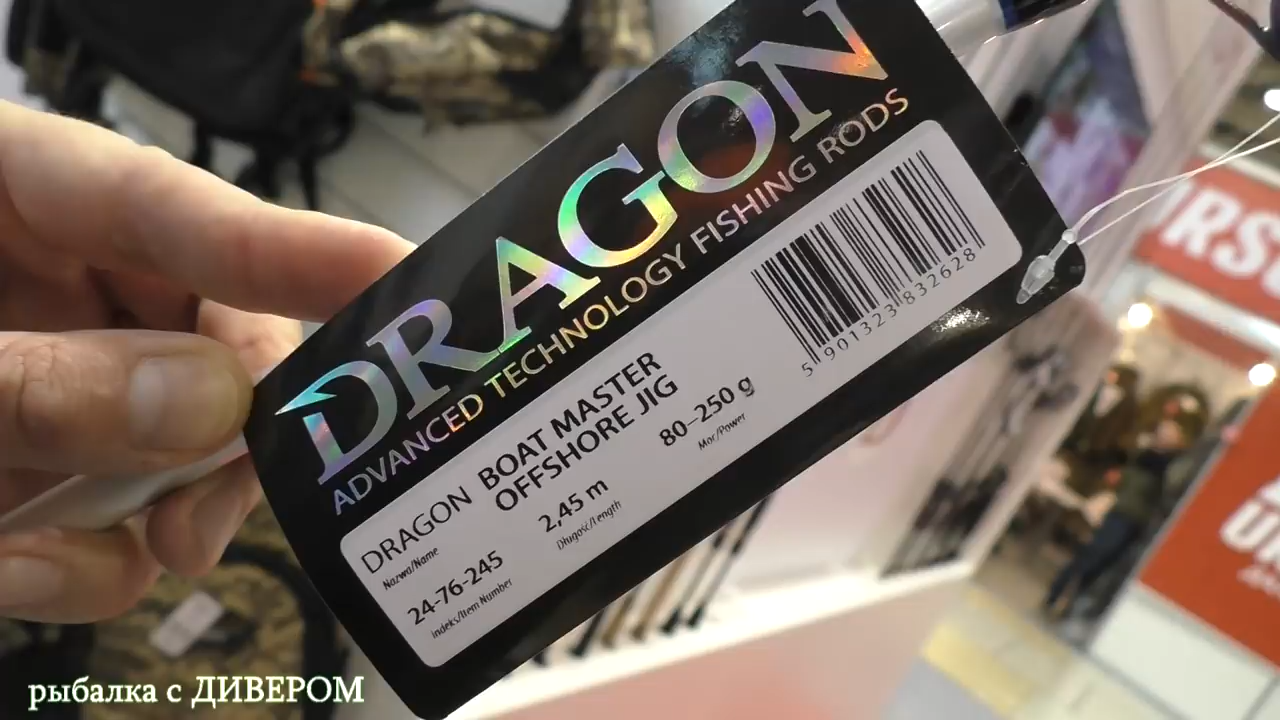 DRAGON
ADVANCED TECHNOLOGY FISHING RODS
5 901323 832628
DRAGON BOAT MASTER
OFFSHORE JIG
Nazwa/Name
24-76-245
Indeks/Item Number
2,45 m
Długość/Length
80–250 g
Moc/Power
рыбалка с ДИВЕРОМ